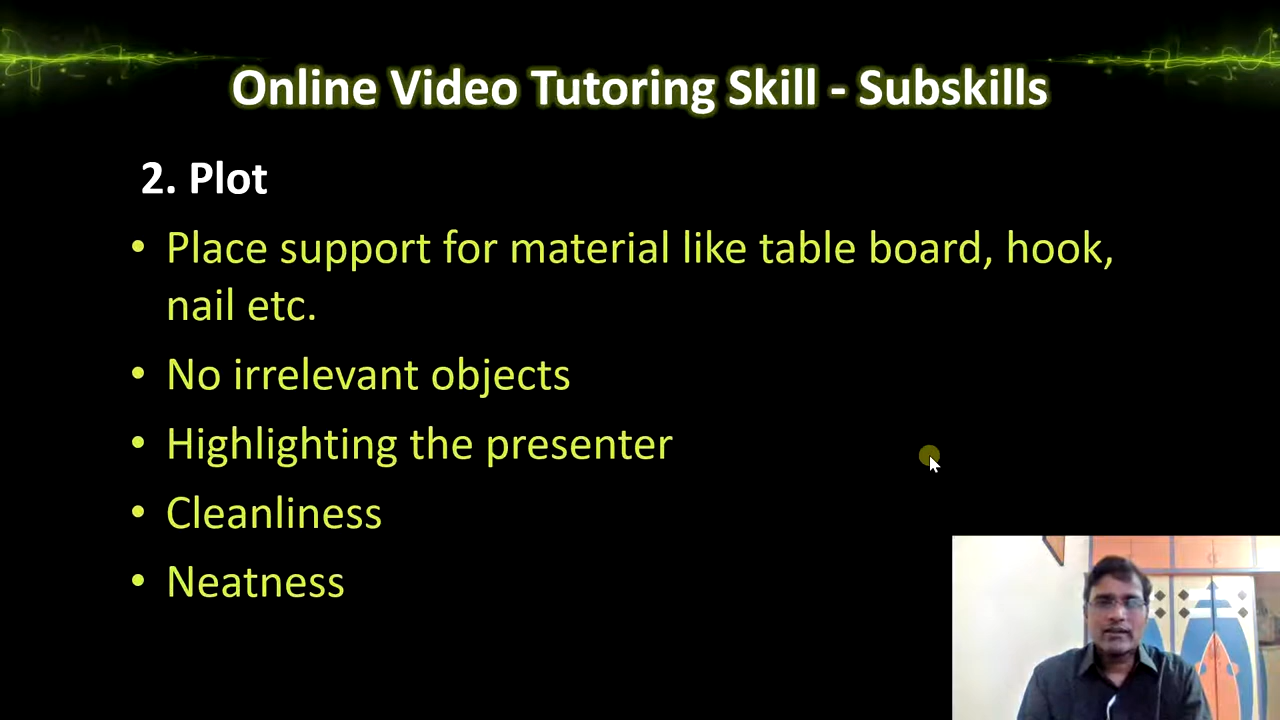 Online Video Tutoring Skill - Subskills
2. Plot
• Place support for material like table board, hook,
nail etc.
• No irrelevant objects
• Highlighting the presenter
• Cleanliness
• Neatness